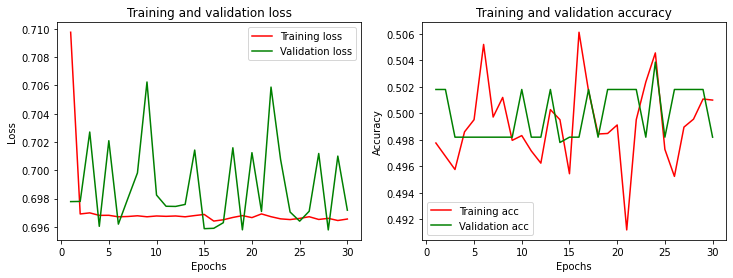 Training and validation loss
0.710
0.708
0.706
0.704
0.702
0.700
0.698
0.696
Loss
0 5 10 15 20 25 30
Epochs
Training loss
Validation loss
Training and validation accuracy
0.506
0.504
0.502
0.500
0.498
0.496
0.494
0.492
Accuracy
0 5 10 15 20 25 30
Epochs
Training acc
Validation acc